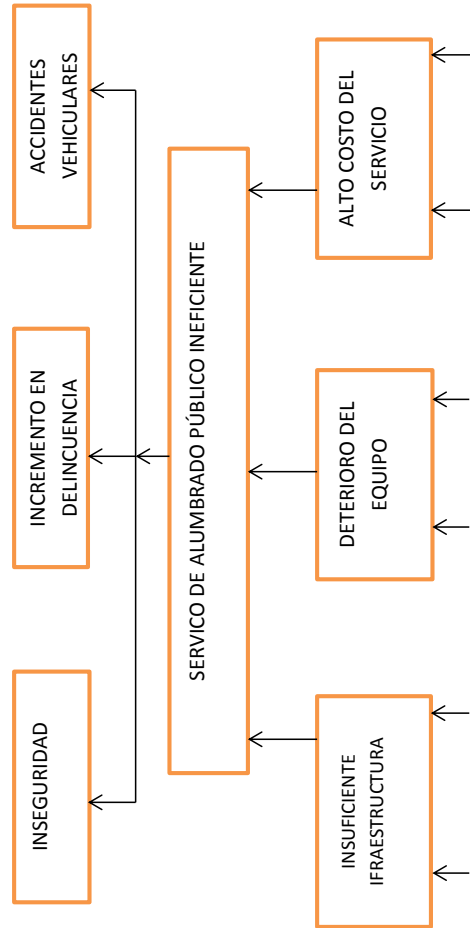 INSEGURIDAD
INCREMENTO EN
DELINCUENCIA
ACCIDENTES
VEHICULARES
SERVICO DE ALUMBRADO PÚBLICO INEFICIENTE
INSUFICIENTE
IFRAESTRUCTURA
DETERIORO DEL
EQUIPO
ALTO COSTO DEL
SERVICIO